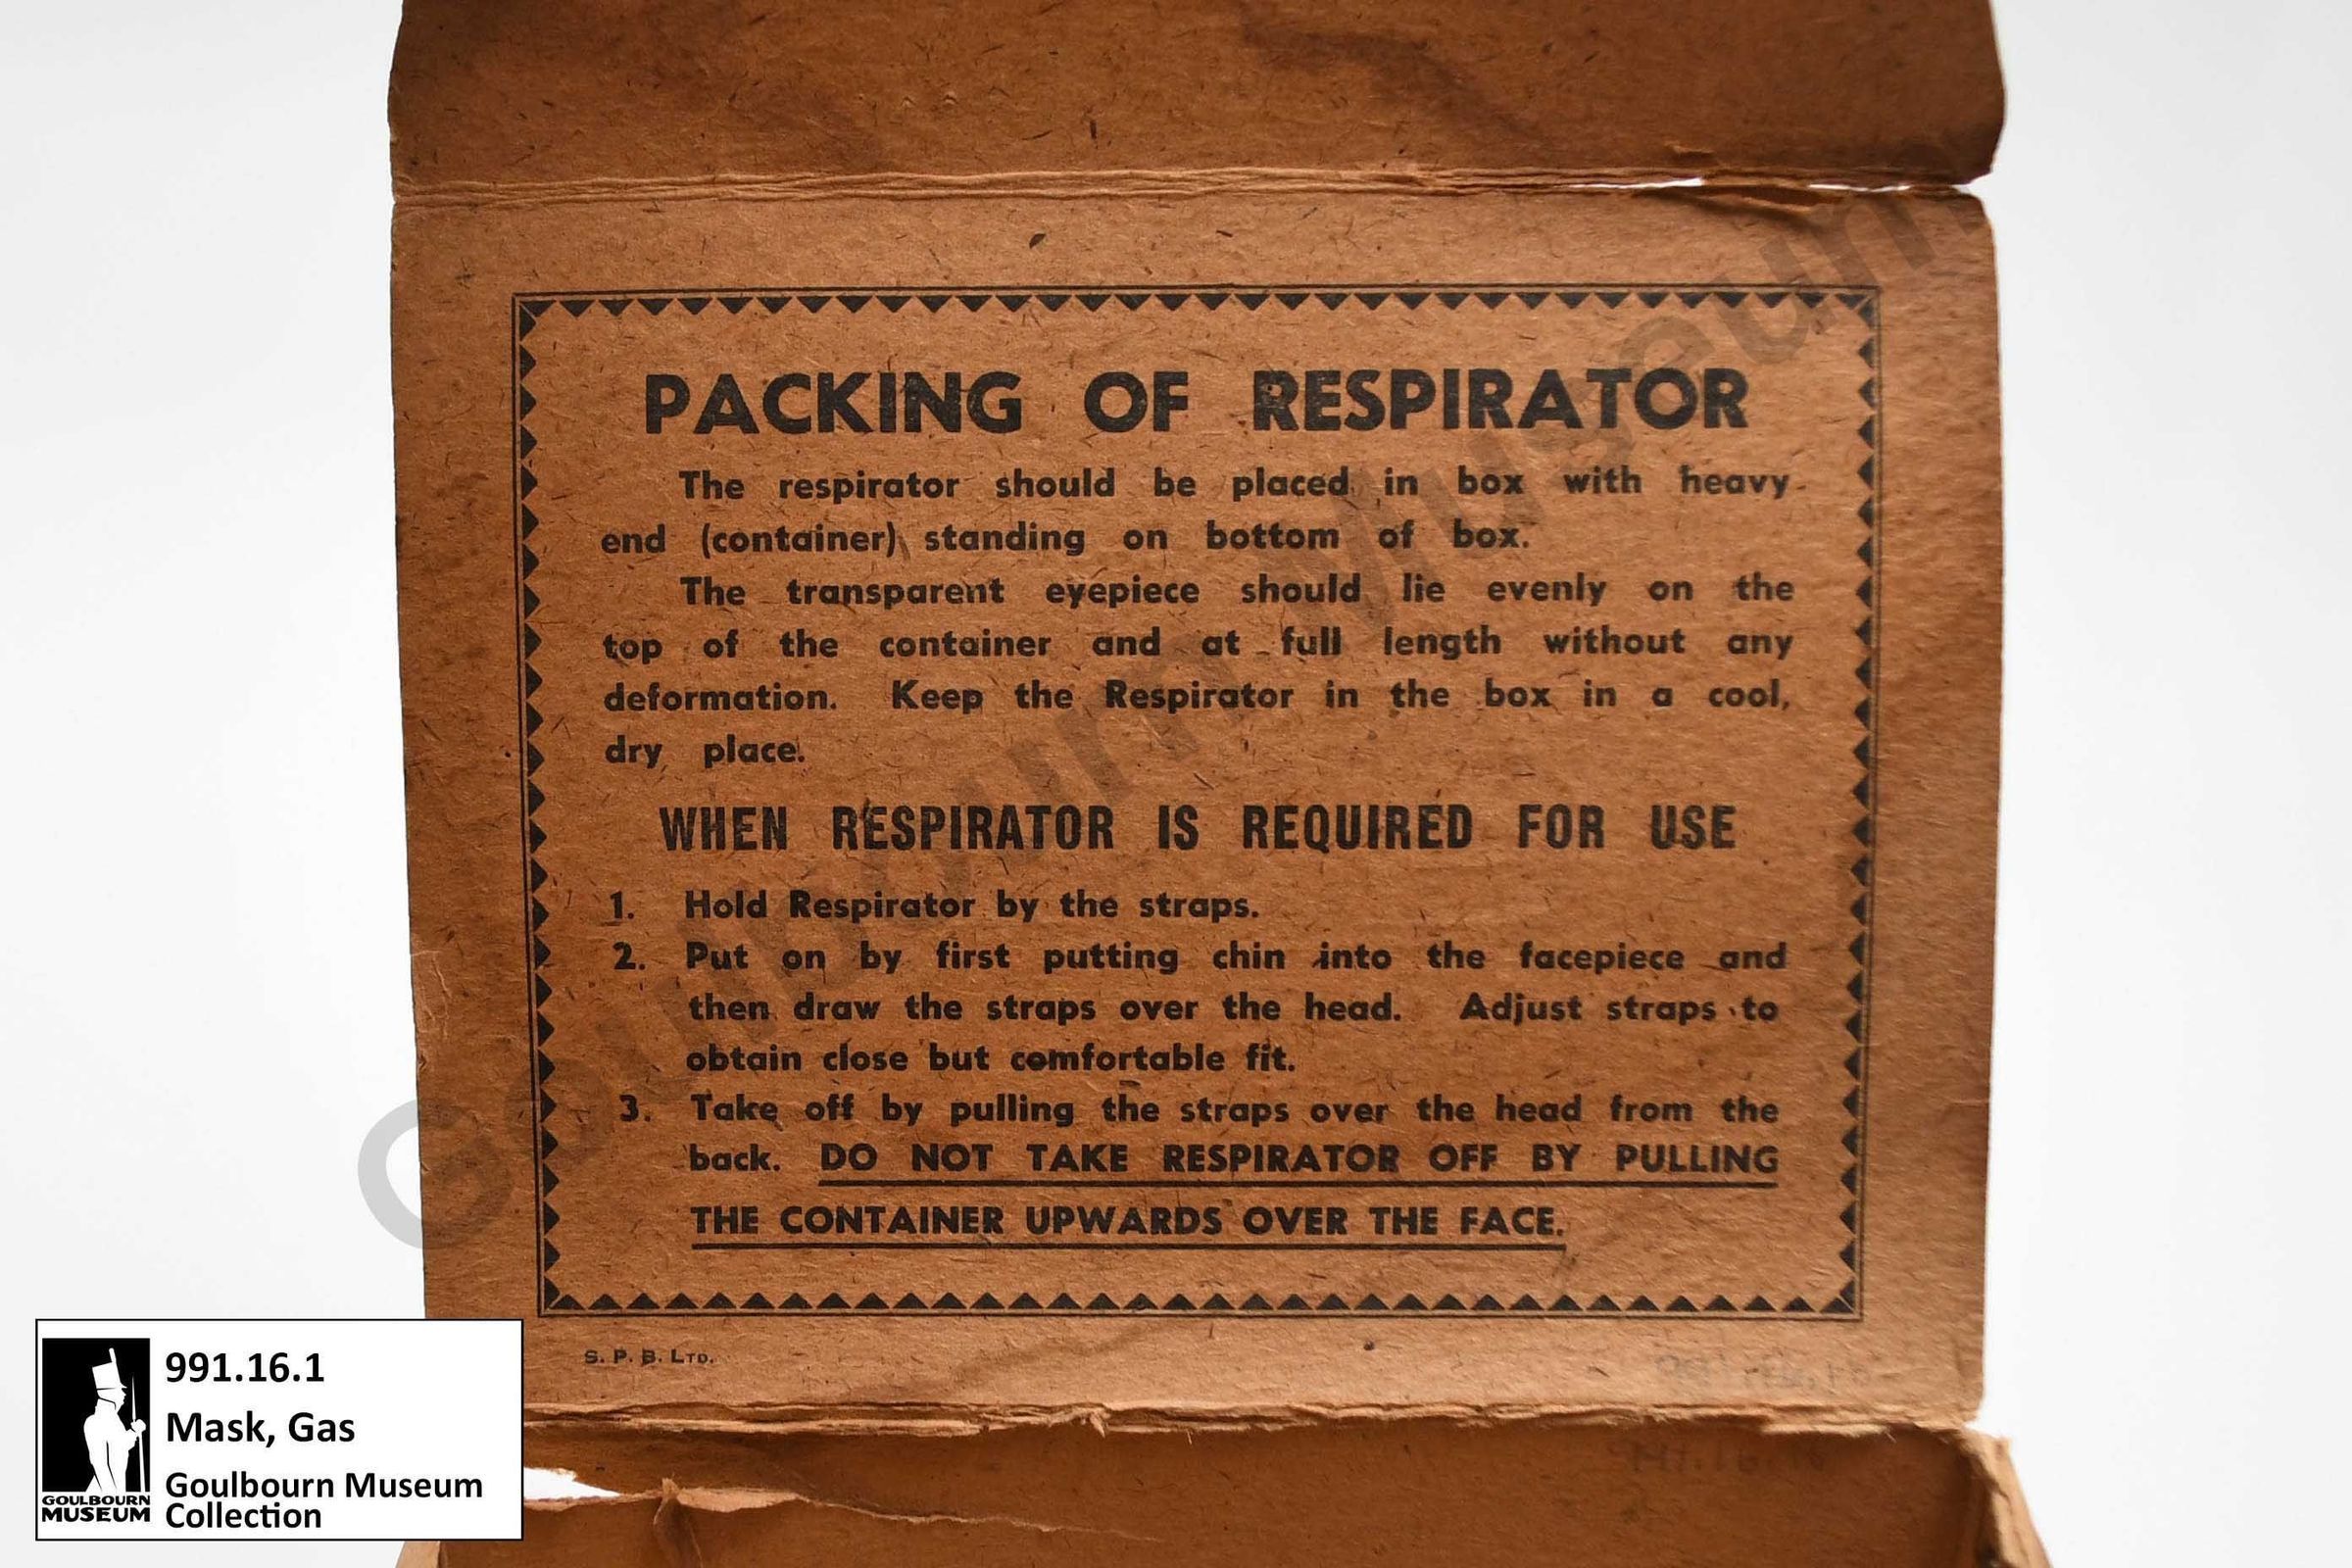 PACKING OF RESPIRATOR
The respirator should be placed in box with heavy
end (container) standing on bottom of box.
The transparent eyepiece should lie evenly on the
top of the container and at full length without any
deformation. Keep the Respirator in the box in a cool,
dry place.
WHEN RESPIRATOR IS REQUIRED FOR USE
1. Hold Respirator by the straps.
2. Put on by first putting chin into the facepiece and
then draw the straps over the head. Adjust straps to
obtain close but comfortable fit.
3. Take off by pulling the straps over the head from the
back. DO NOT TAKE RESPIRATOR OFF BY PULLING
THE CONTAINER UPWARDS OVER THE FACE.
S. P. B. LTD.
Goulbourn Museum
991.16.1
Mask, Gas
Goulbourn Museum
Collection
GOULBOURN
MUSEUM